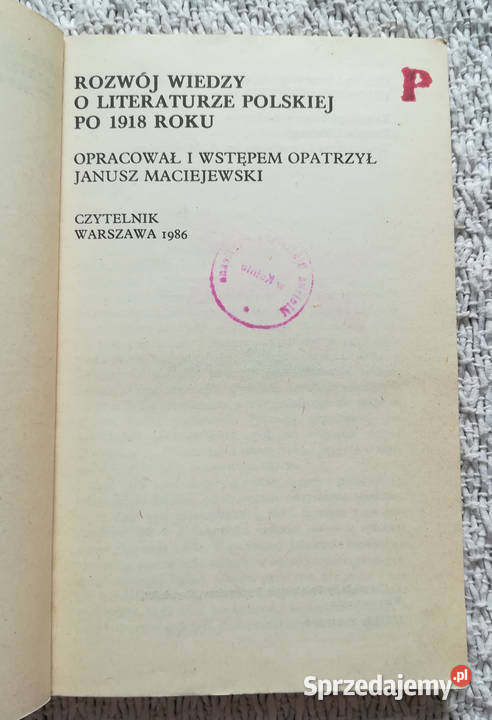 ROZWÓJ WIEDZY
O LITERATURZE POLSKIEJ
PO 1918 ROKU
P
OPRACOWAŁ I WSTĘPEM OPATRZYŁ
JANUSZ MACIEJEWSKI
CZYTELNIK
WARSZAWA 1986
Sprzedajemy.pl